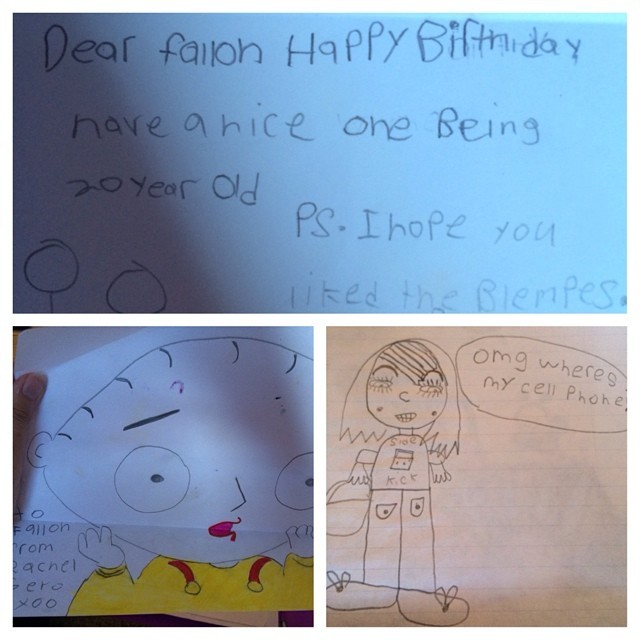 Dear fallon Happy Birthday
have a nice one Being
20 year Old
PS. I hope you
liked the Blempes.
to
Fallon
rom
achel
ero
xoo
omg wheres
my cell Phone
Side
Kick